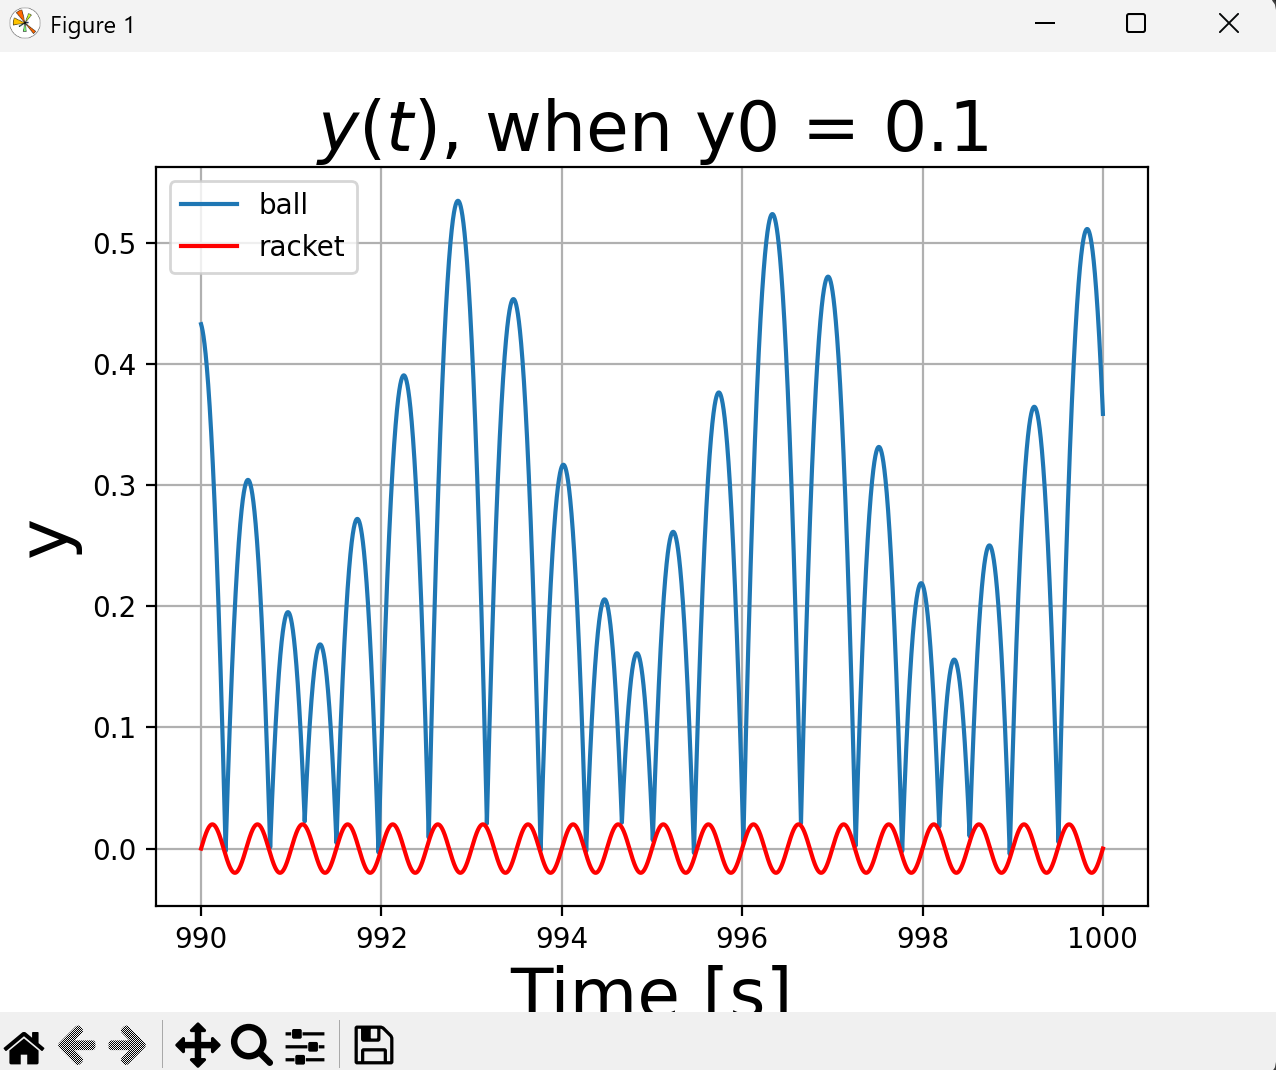 Figure 1
y(t), when y0 = 0.1
ball
racket
0.5
0.4
0.3
0.2
0.1
0.0
y
990 992 994 996 998 1000
Time [s]